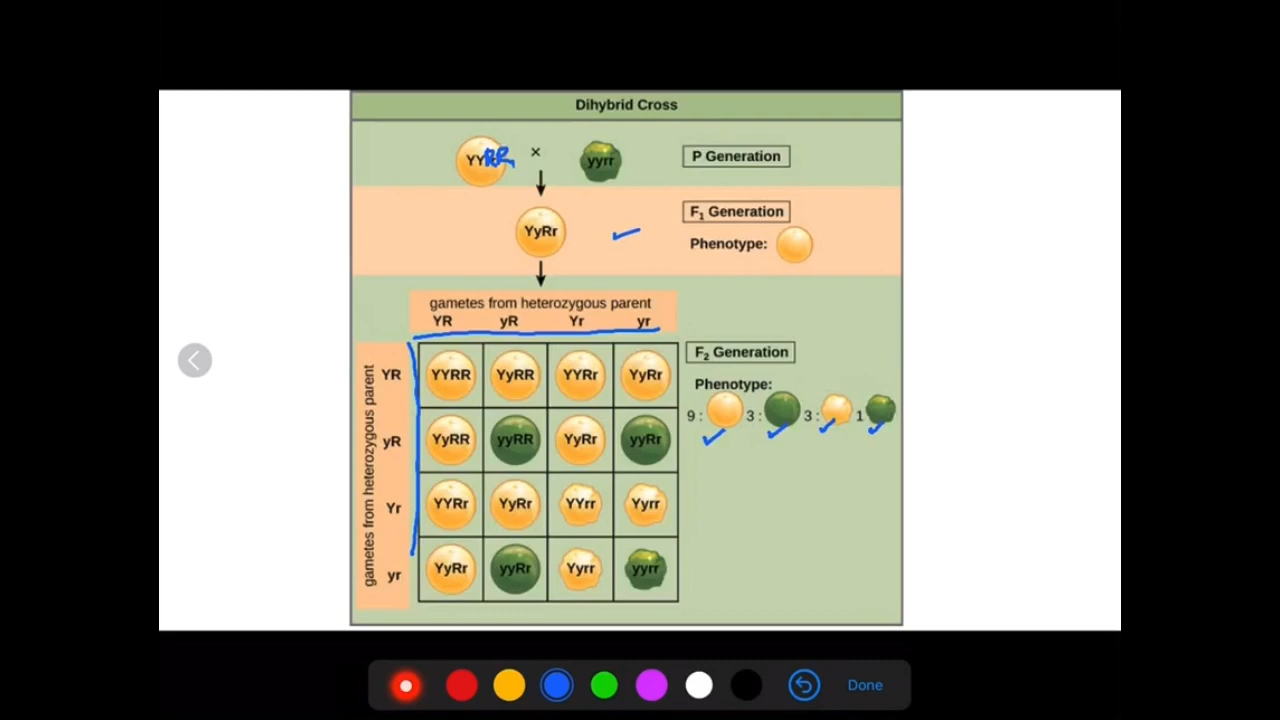 Dihybrid Cross
YYRR × yyrr P Generation
YyRr F1 Generation
Phenotype:
gametes from heterozygous parent
YR yR Yr yr
gametes from heterozygous parent
YR YYRR YyRR YYRr YyRr
yR YyRR yyRR YyRr yyRr
Yr YYRr YyRr YYrr Yyrr
yr YyRr yyRr Yyrr yyrr
F2 Generation
Phenotype:
9 : 3 : 3 : 1
Done